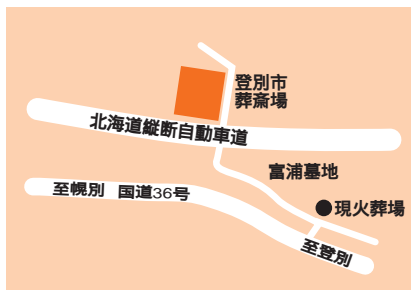 登別市
葬斎場
北海道縦断自動車道
富浦墓地
至幌別 国道36号
●現火葬場
至登別